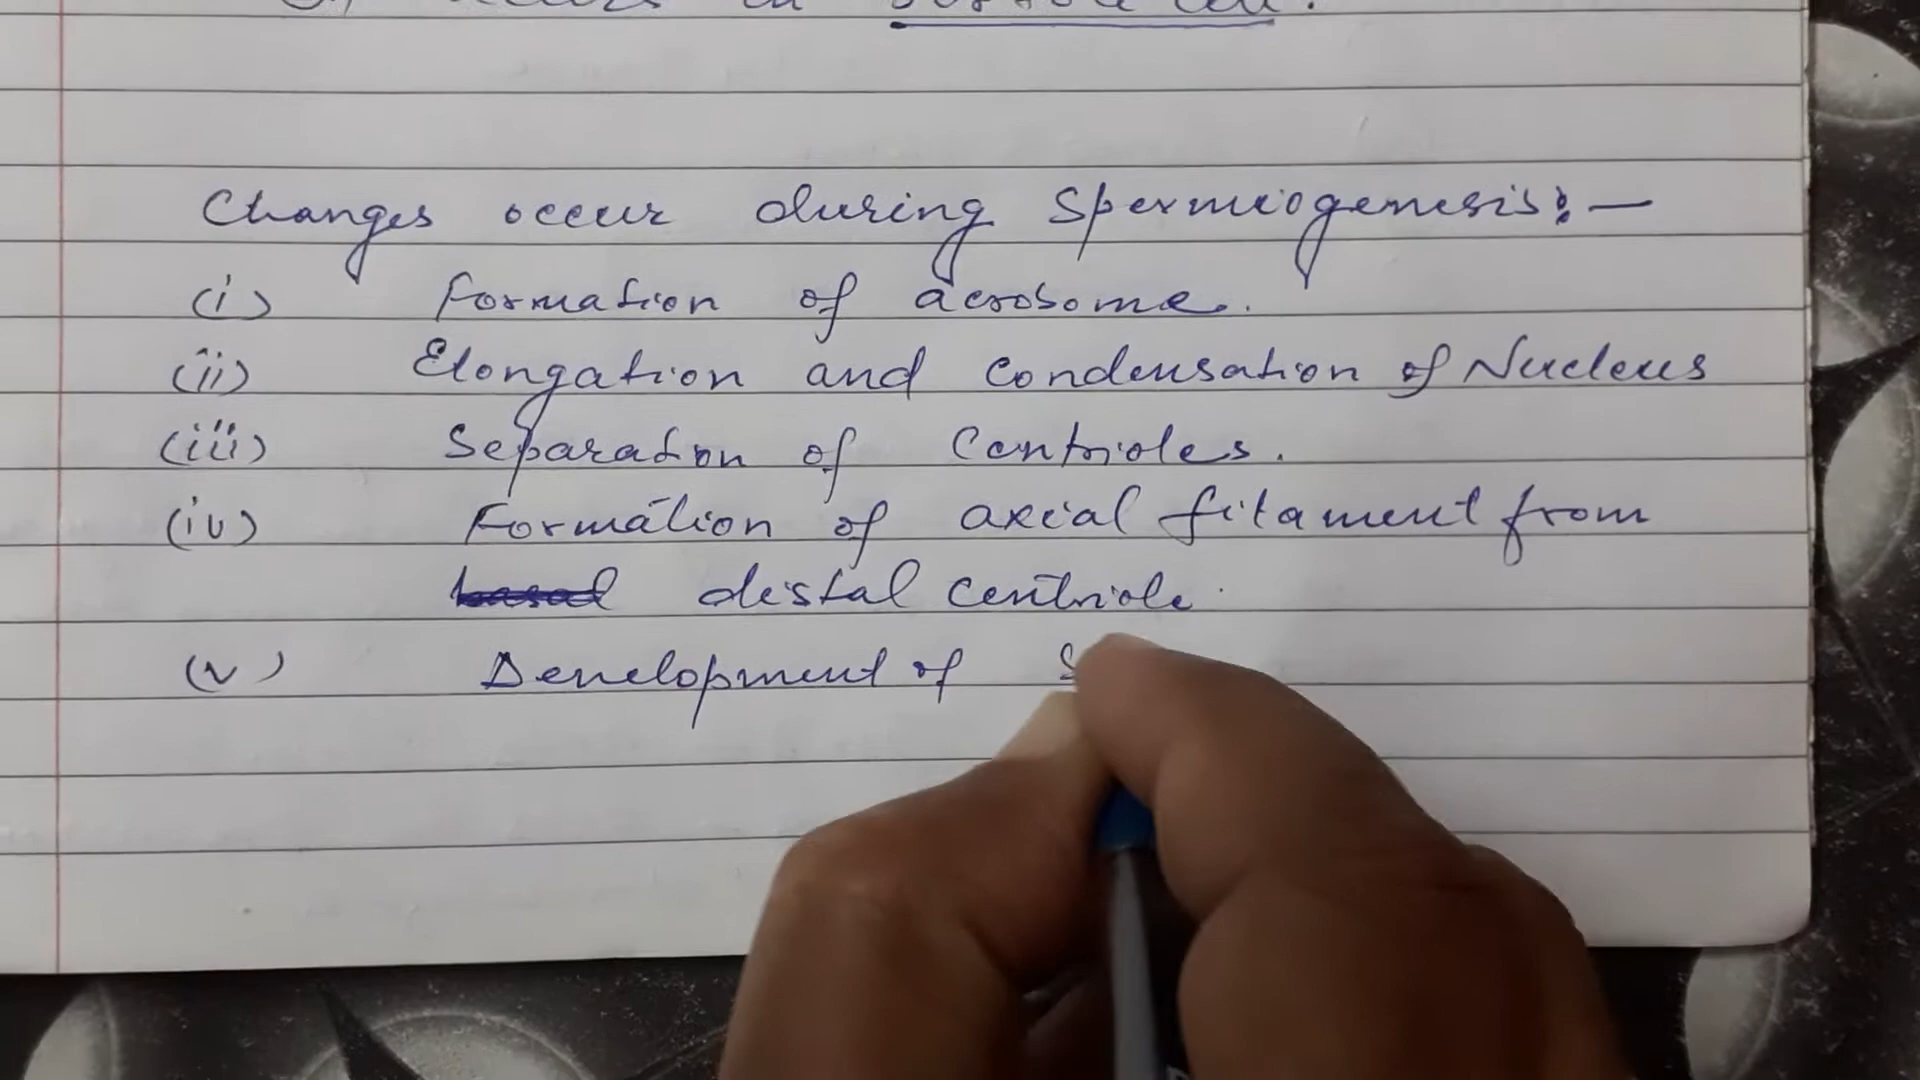 Changes occur during Spermiogenesis:—
(i) Formation of acrosome.
(ii) Elongation and Condensation of Nucleus
(iii) Separation of Centrioles.
(iv) Formation of axial filament from
basal distal centriole.
(v) Development of S